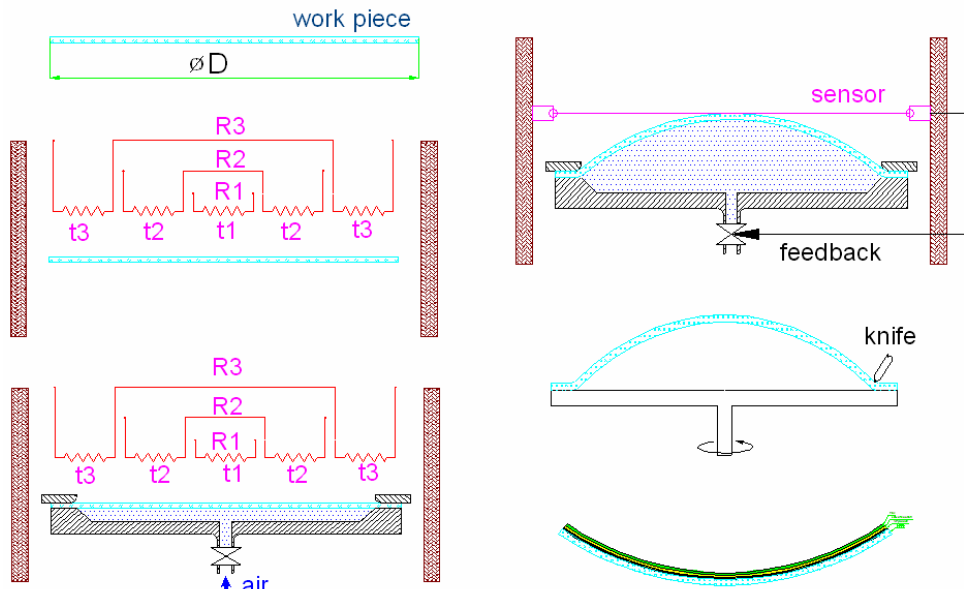 work piece
øD
R3
R2
R1
t3 t2 t1 t2 t3
R3
R2
R1
t3 t2 t1 t2 t3
air
sensor
feedback
knife